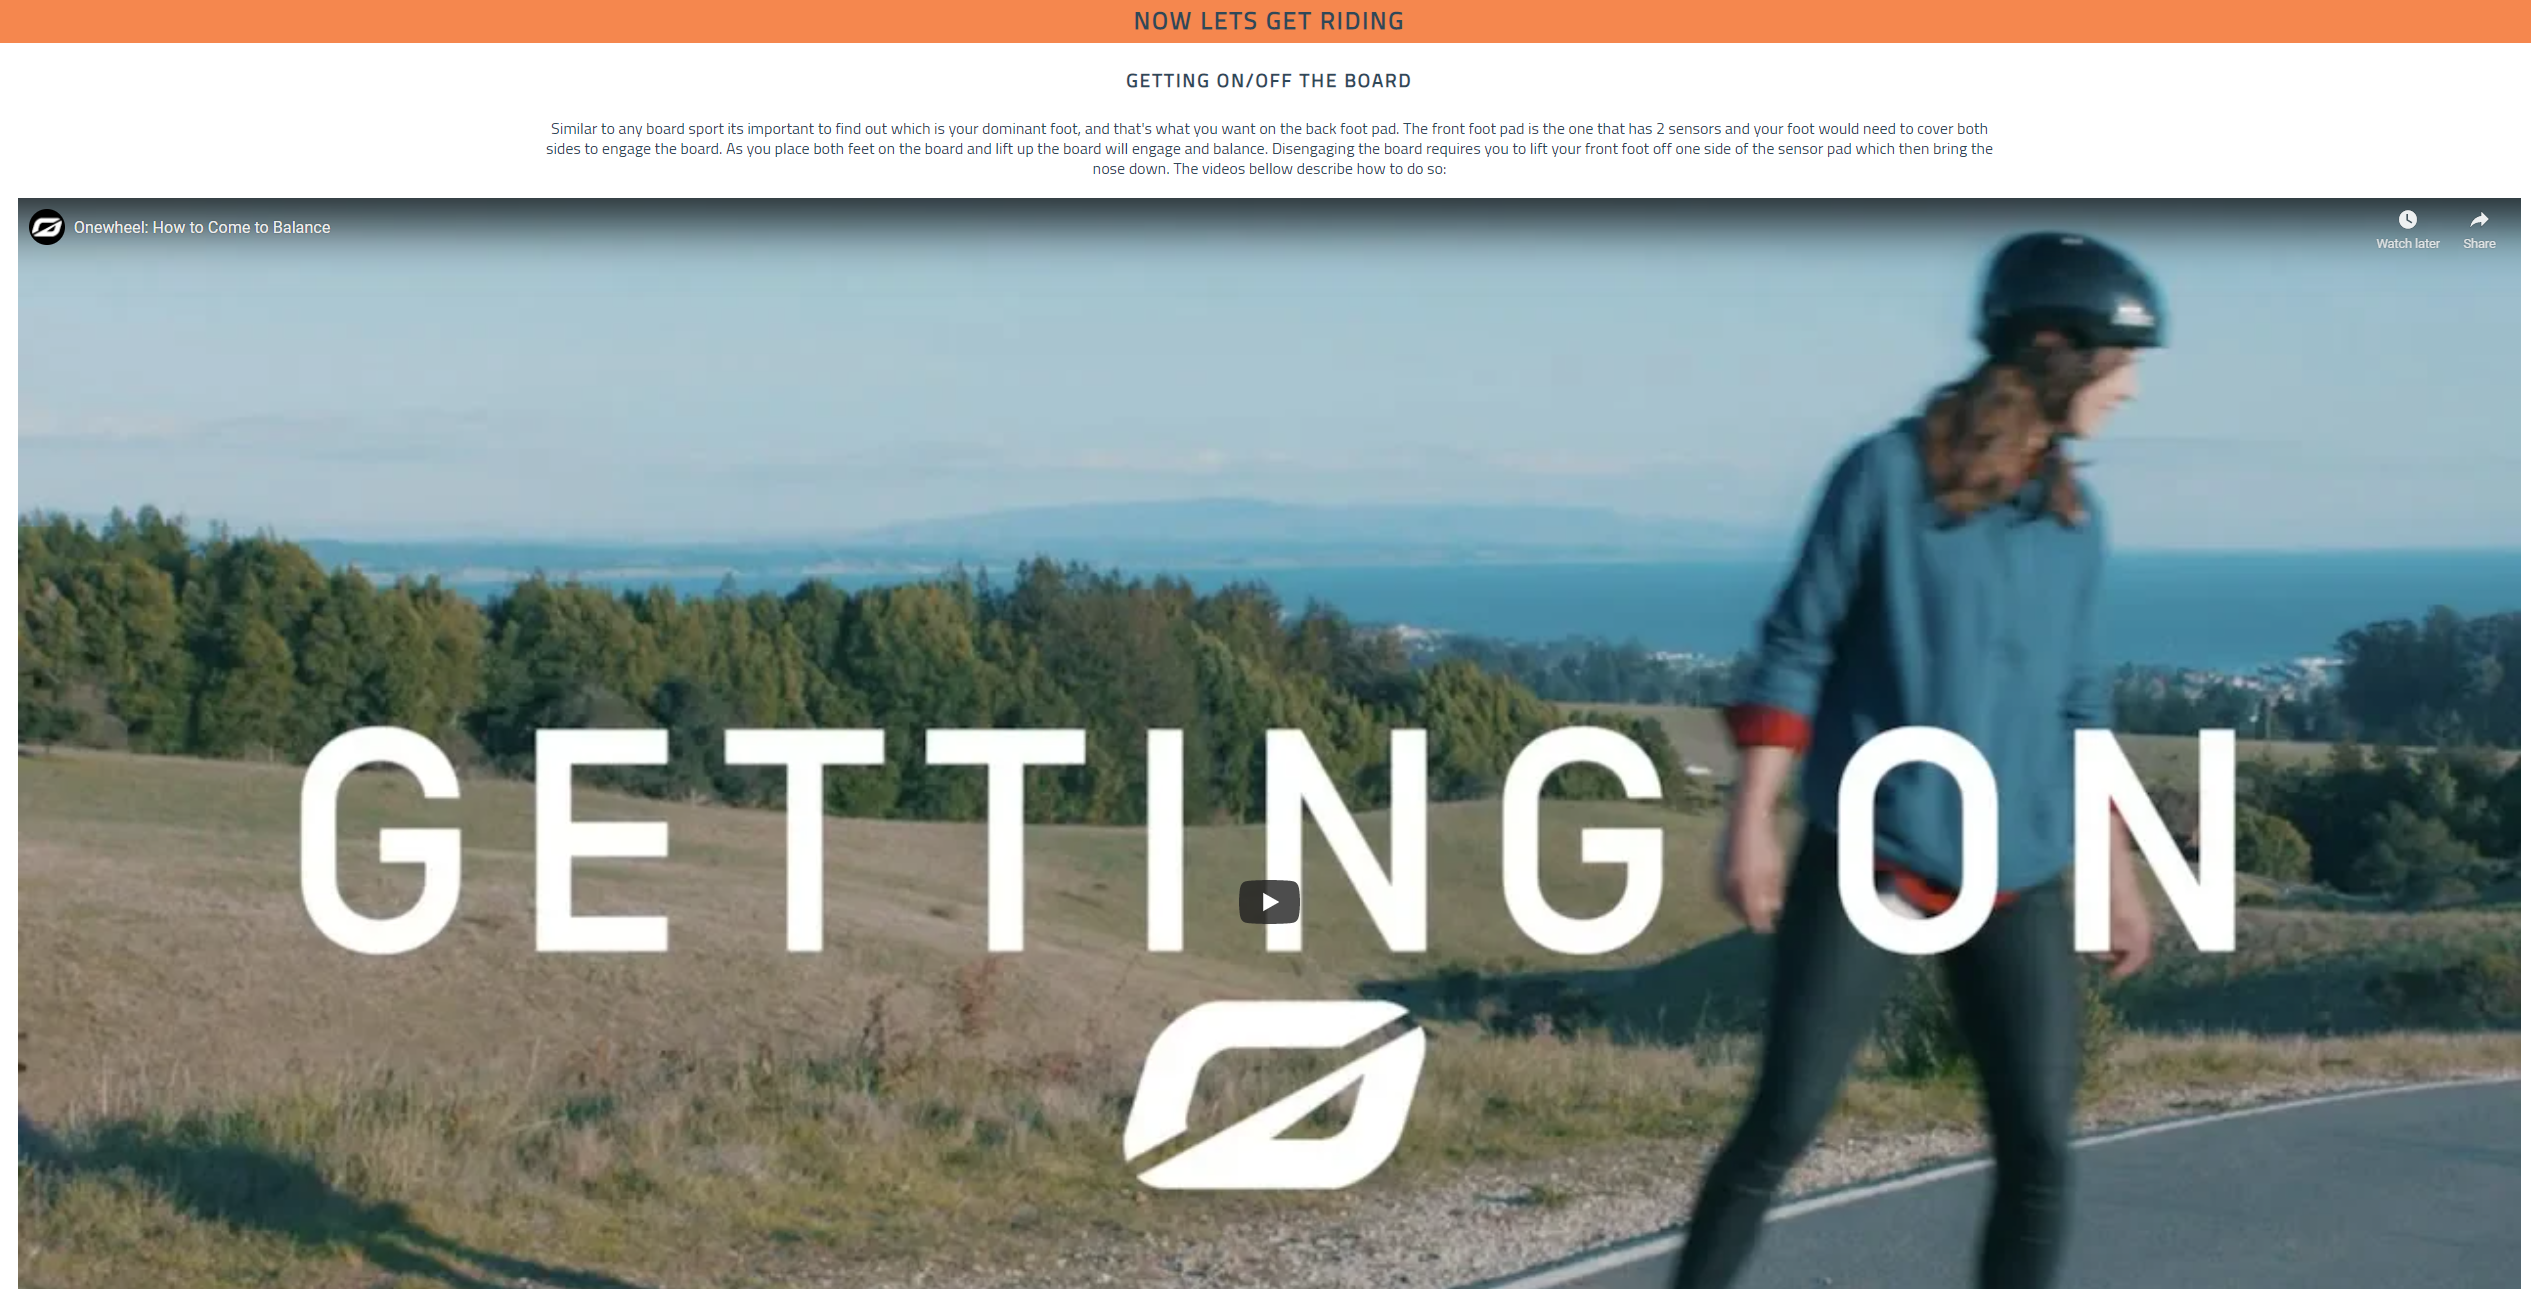 NOW LETS GET RIDING
GETTING ON/OFF THE BOARD
Similar to any board sport its important to find out which is your dominant foot, and that's what you want on the back foot pad. The front foot pad is the one that has 2 sensors and your foot would need to cover both
sides to engage the board. As you place both feet on the board and lift up the board will engage and balance. Disengaging the board requires you to lift your front foot off one side of the sensor pad which then bring the
nose down. The videos bellow describe how to do so:
Onewheel: How to Come to Balance
Watch later
Share
GETTING ON